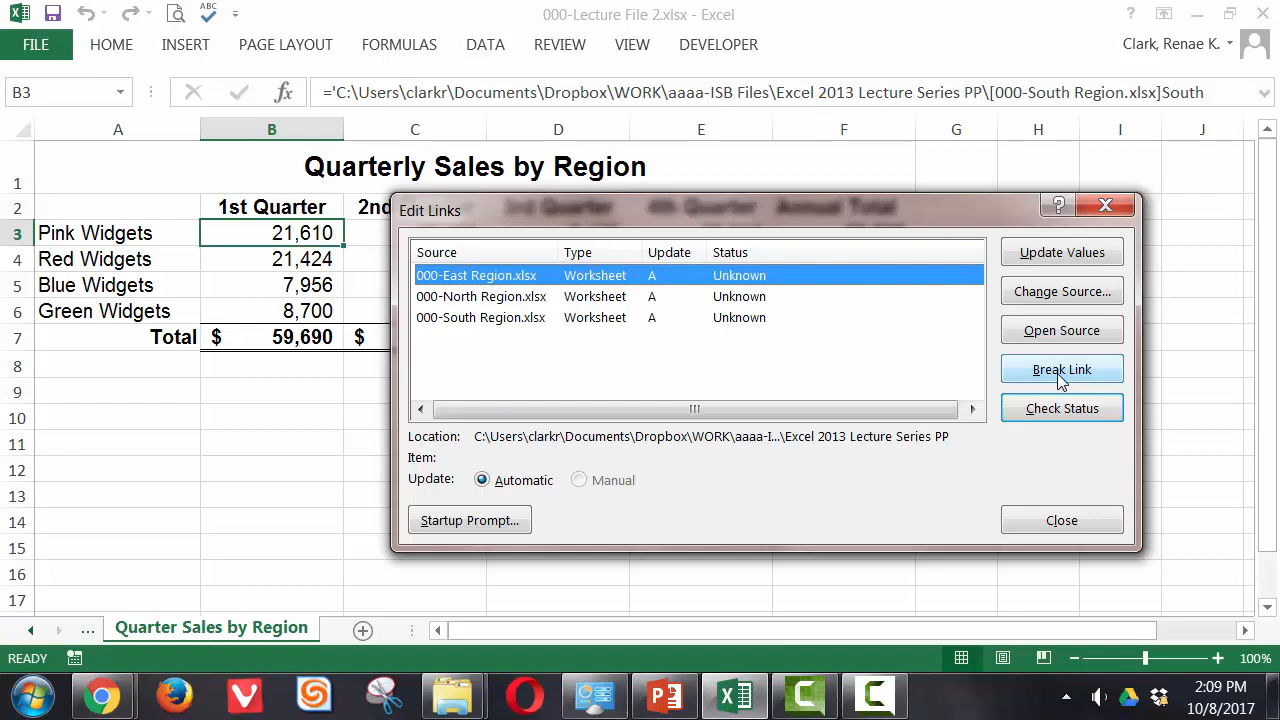 000-Lecture File 2.xlsx - Excel
FILE HOME INSERT PAGE LAYOUT FORMULAS DATA REVIEW VIEW DEVELOPER Clark, Renae K.
B3 fx ='C:\Users\clarkr\Documents\Dropbox\WORK\aaaa-ISB Files\Excel 2013 Lecture Series PP\[000-South Region.xlsx]South
A B C D E F G H I J
1 Quarterly Sales by Region
2 1st Quarter 2nd 3rd Quarter 4th Quarter Annual Total
3 Pink Widgets 21,610
4 Red Widgets 21,424
5 Blue Widgets 7,956
6 Green Widgets 8,700
7 Total $ 59,690 $
8
9
10
11
12
13
14
15
16
17
Edit Links ?
Source Type Update Status
000-East Region.xlsx Worksheet A Unknown
000-North Region.xlsx Worksheet A Unknown
000-South Region.xlsx Worksheet A Unknown
Update Values
Change Source...
Open Source
Break Link
Check Status
Location: C:\Users\clarkr\Documents\Dropbox\WORK\aaaa-I...\Excel 2013 Lecture Series PP
Item:
Update: Automatic Manual
Startup Prompt... Close
... Quarter Sales by Region
READY 100%
2:09 PM
10/8/2017